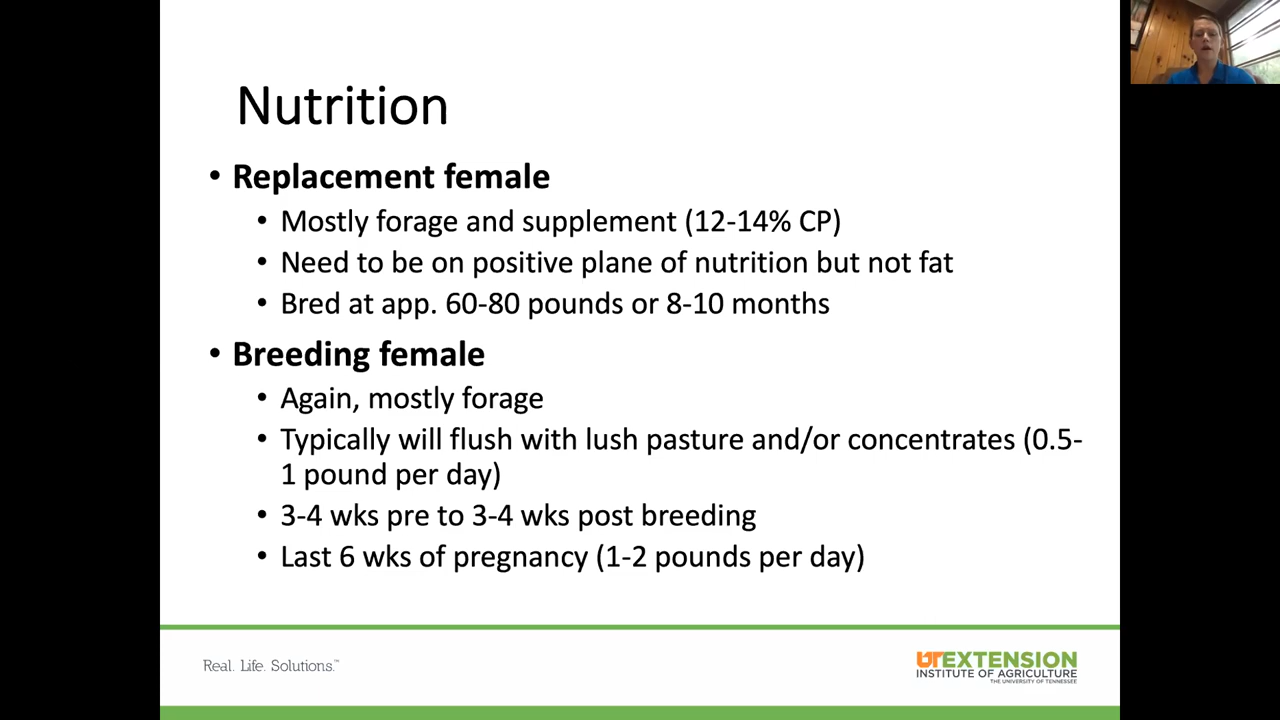 Nutrition
• Replacement female
• Mostly forage and supplement (12-14% CP)
• Need to be on positive plane of nutrition but not fat
• Bred at app. 60-80 pounds or 8-10 months
• Breeding female
• Again, mostly forage
• Typically will flush with lush pasture and/or concentrates (0.5-
1 pound per day)
• 3-4 wks pre to 3-4 wks post breeding
• Last 6 wks of pregnancy (1-2 pounds per day)
Real. Life. Solutions.™
UT EXTENSION
INSTITUTE OF AGRICULTURE
THE UNIVERSITY OF TENNESSEE